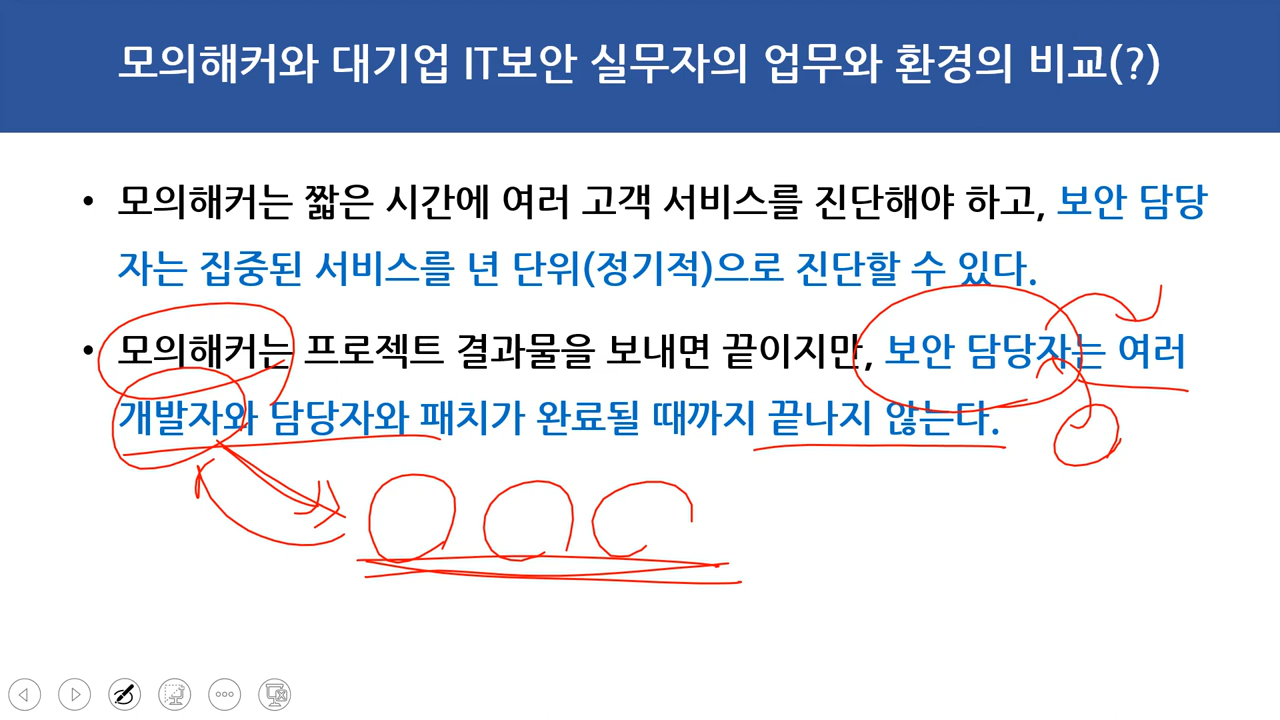 모의해커와 대기업 IT보안 실무자의 업무와 환경의 비교(?)
• 모의해커는 짧은 시간에 여러 고객 서비스를 진단해야 하고, 보안 담당
자는 집중된 서비스를 년 단위(정기적)으로 진단할 수 있다.
• 모의해커는 프로젝트 결과물을 보내면 끝이지만, 보안 담당자는 여러
개발자와 담당자와 패치가 완료될 때까지 끝나지 않는다.